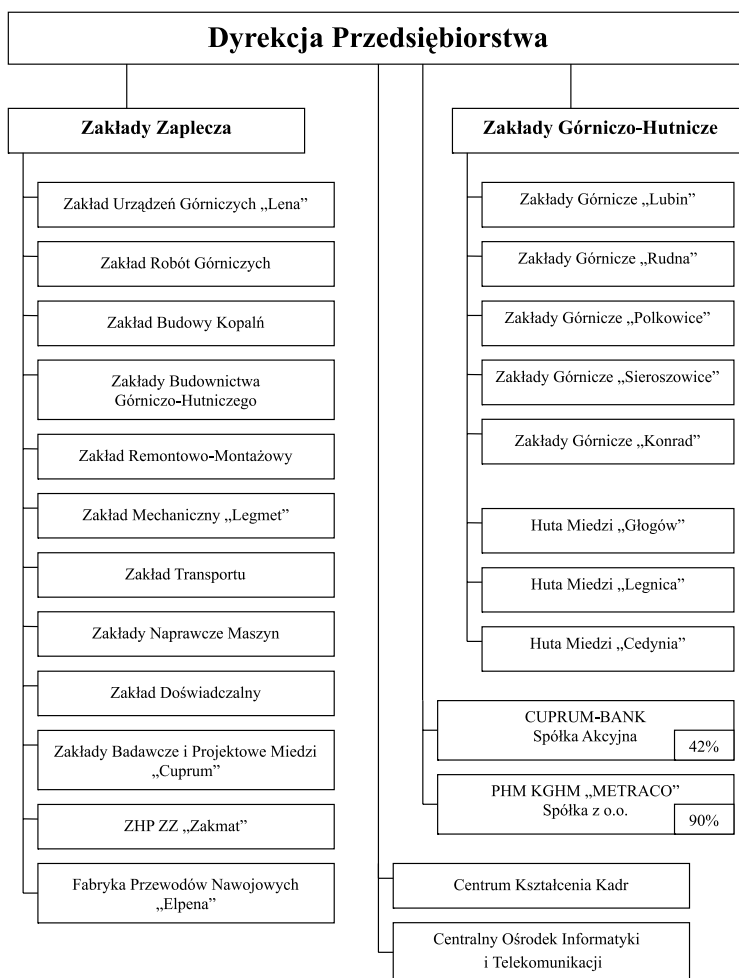 Dyrekcja Przedsiębiorstwa
Zakłady Zaplecza
Zakład Urządzeń Górniczych „Lena”
Zakład Robót Górniczych
Zakład Budowy Kopalń
Zakłady Budownictwa
Górniczo-Hutniczego
Zakład Remontowo-Montażowy
Zakład Mechaniczny „Legmet”
Zakład Transportu
Zakłady Naprawcze Maszyn
Zakład Doświadczalny
Zakłady Badawcze i Projektowe Miedzi
„Cuprum”
ZHP ZZ „Zakmat”
Fabryka Przewodów Nawojowych
„Elpena”
Zakłady Górniczo-Hutnicze
Zakłady Górnicze „Lubin”
Zakłady Górnicze „Rudna”
Zakłady Górnicze „Polkowice”
Zakłady Górnicze „Sieroszowice”
Zakłady Górnicze „Konrad”
Huta Miedzi „Głogów”
Huta Miedzi „Legnica”
Huta Miedzi „Cedynia”
CUPRUM-BANK
Spółka Akcyjna
42%
PHM KGHM „METRACO”
Spółka z o.o.
90%
Centrum Kształcenia Kadr
Centralny Ośrodek Informatyki
i Telekomunikacji